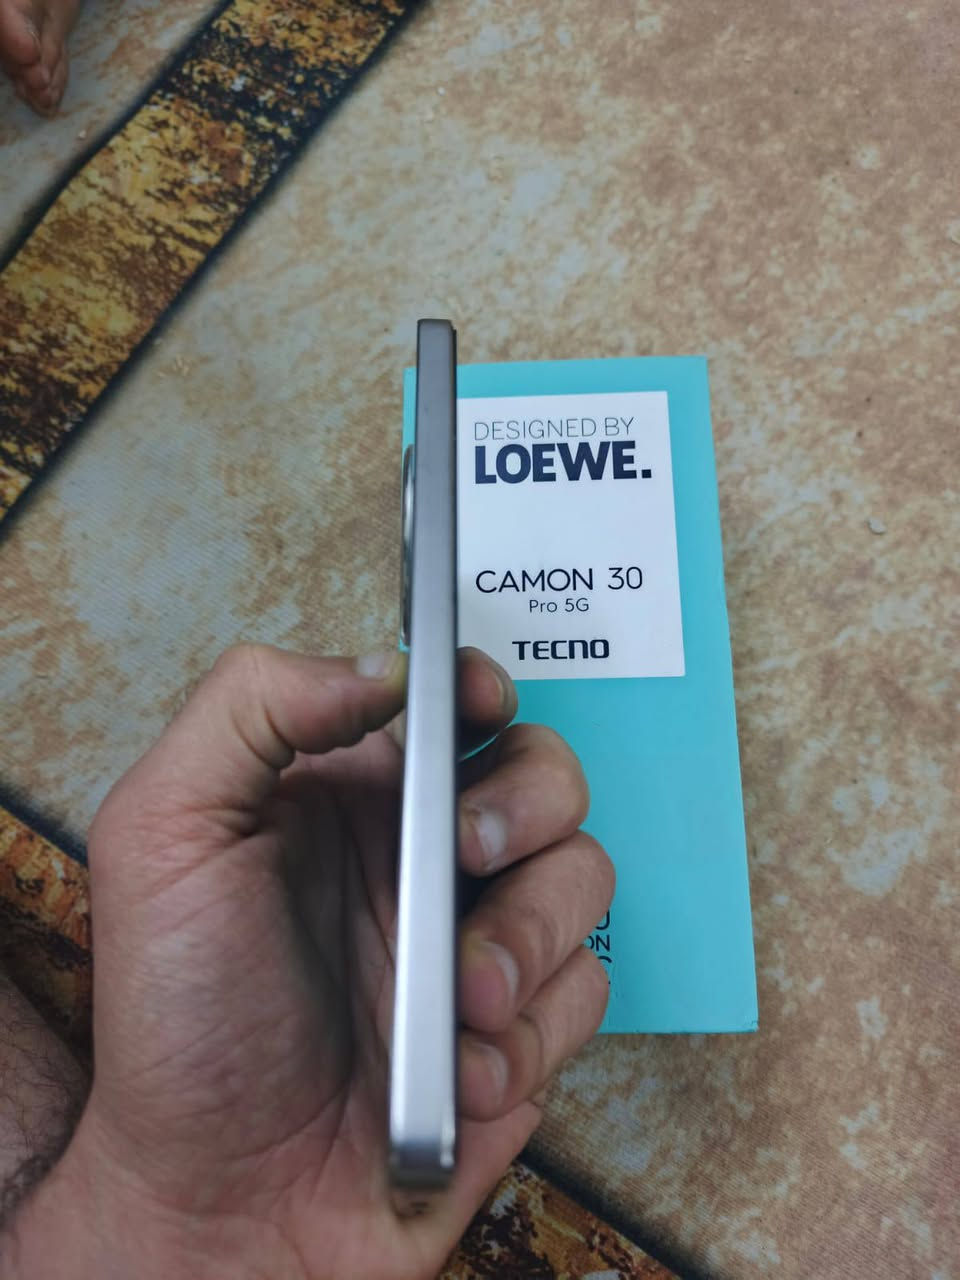 DESIGNED BY
LOEWE.
CAMON 30
Pro 5G
TECNO